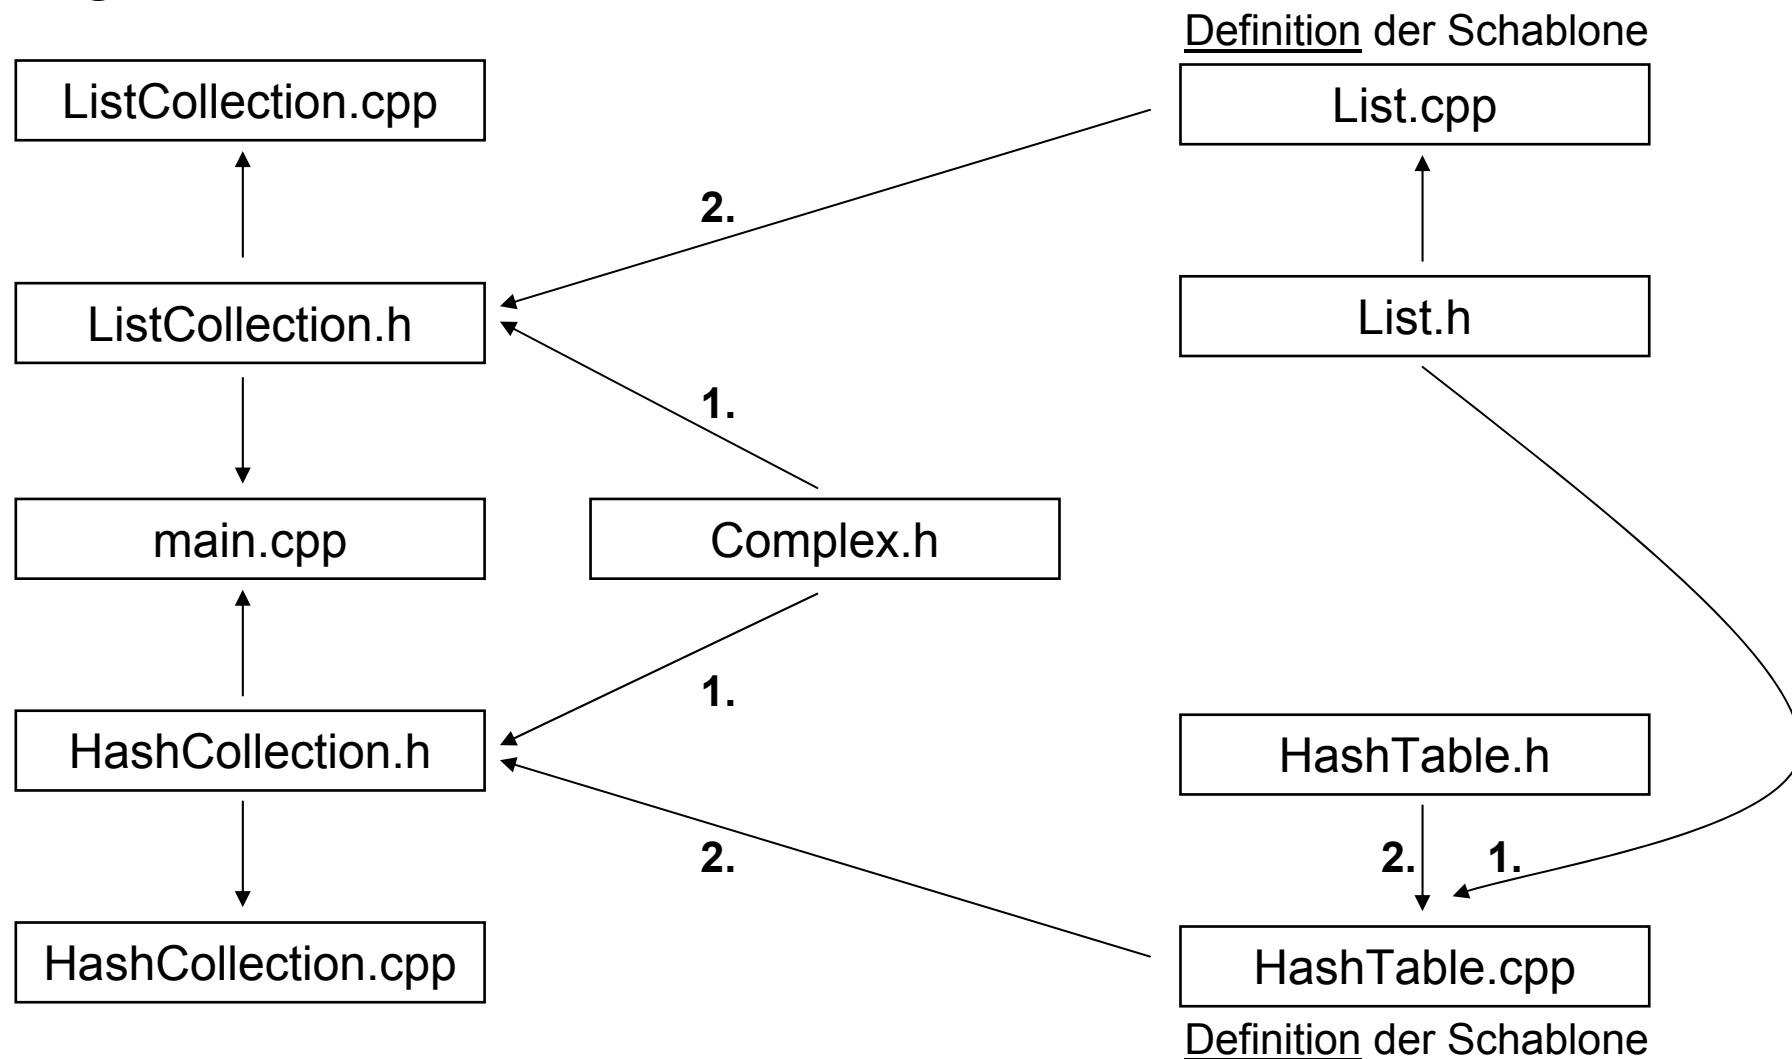 Definition der Schablone
ListCollection.cpp
List.cpp
2.
ListCollection.h
List.h
1.
main.cpp
Complex.h
1.
HashCollection.h
HashTable.h
2.
2.
1.
HashCollection.cpp
HashTable.cpp
Definition der Schablone